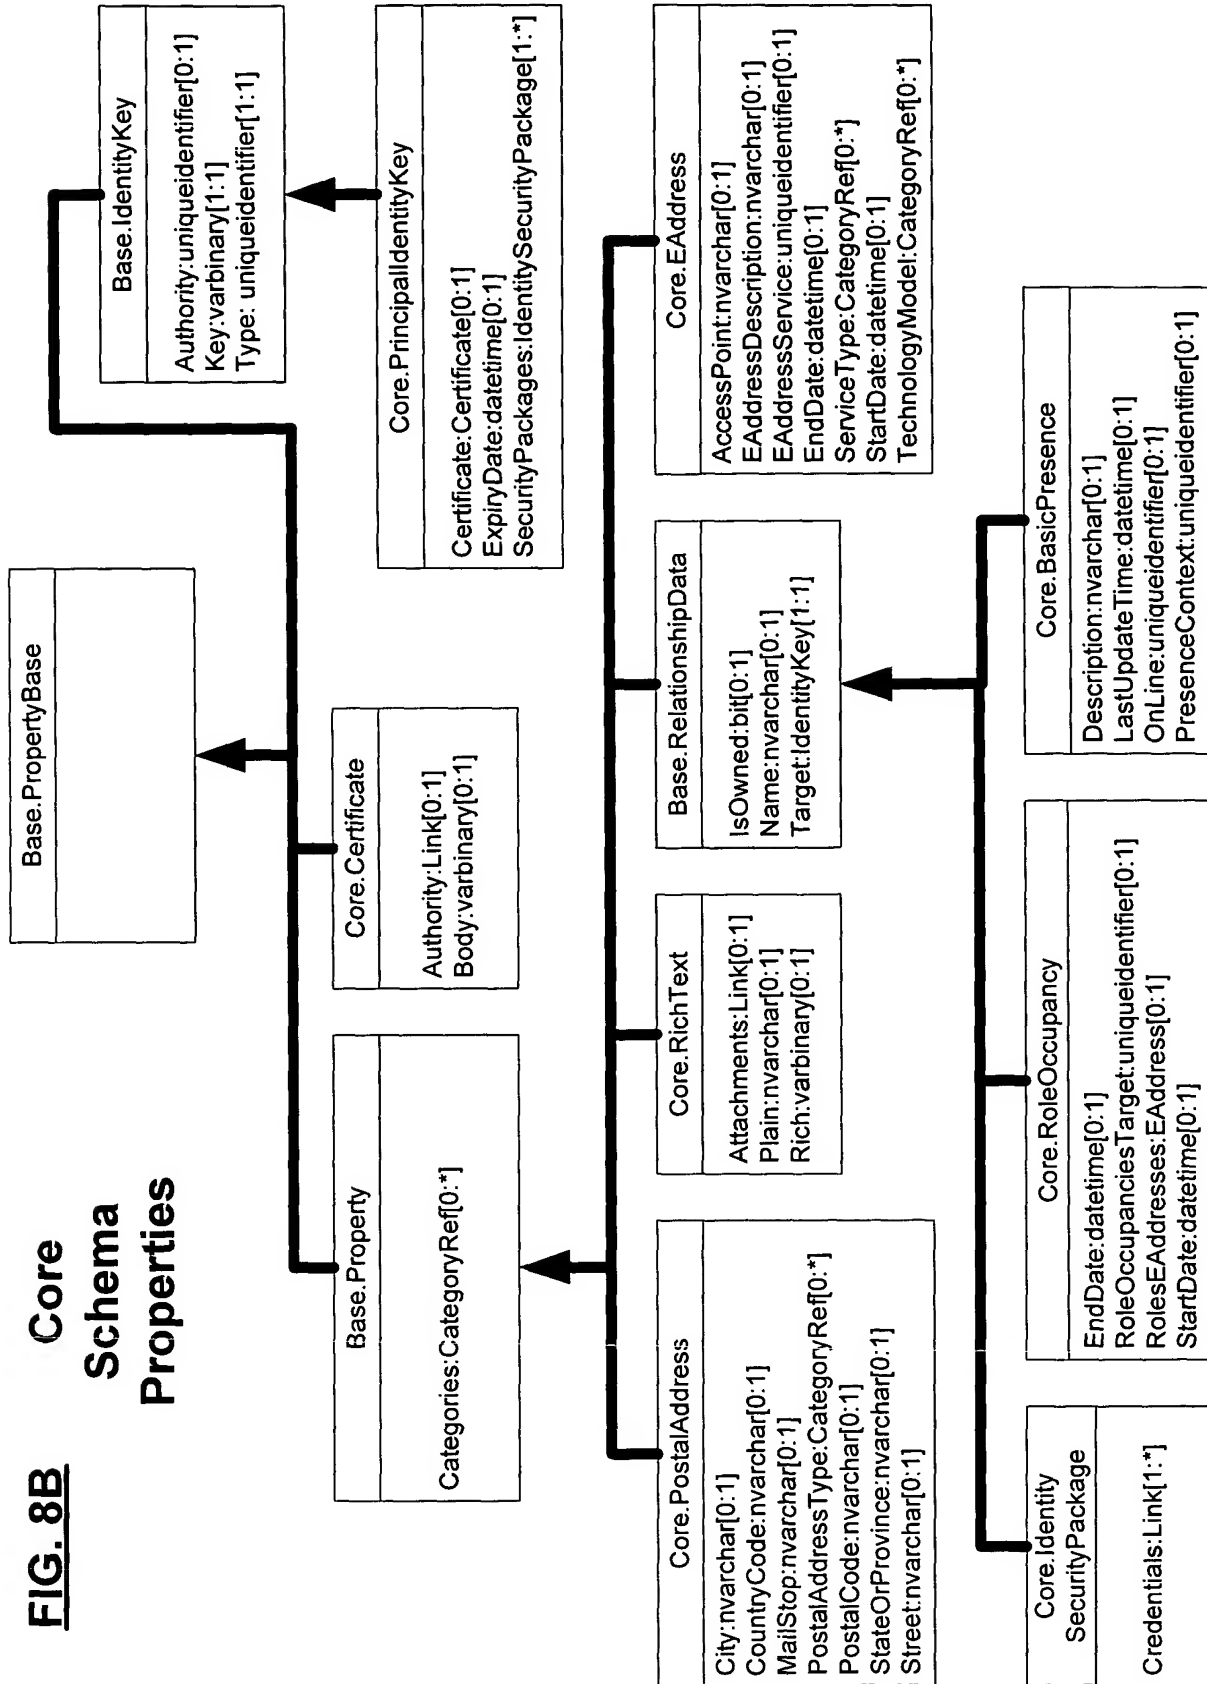 FIG. 8B
Core
Schema
Properties
Base.PropertyBase
Base.Property
Categories:CategoryRef[0:*]
Core.Certificate
Authority:Link[0:1]
Body:varbinary[0:1]
Base.IdentityKey
Authority:uniqueidentifier[0:1]
Key:varbinary[1:1]
Type: uniqueidentifier[1:1]
Core.PrincipalIdentityKey
Certificate:Certificate[0:1]
ExpiryDate:datetime[0:1]
SecurityPackages:IdentitySecurityPackage[1:*]
Core.PostalAddress
City:nvarchar[0:1]
CountryCode:nvarchar[0:1]
MailStop:nvarchar[0:1]
PostalAddressType:CategoryRef[0:*]
PostalCode:nvarchar[0:1]
StateOrProvince:nvarchar[0:1]
Street:nvarchar[0:1]
Core.RichText
Attachments:Link[0:1]
Plain:nvarchar[0:1]
Rich:varbinary[0:1]
Base.RelationshipData
IsOwned:bit[0:1]
Name:nvarchar[0:1]
Target:IdentityKey[1:1]
Core.EAddress
AccessPoint:nvarchar[0:1]
EAddressDescription:nvarchar[0:1]
EAddressService:uniqueidentifier[0:1]
EndDate:datetime[0:1]
ServiceType:CategoryRef[0:*]
StartDate:datetime[0:1]
TechnologyModel:CategoryRef[0:*]
Core.Identity
SecurityPackage
Credentials:Link[1:*]
Core.RoleOccupancy
EndDate:datetime[0:1]
RoleOccupanciesTarget:uniqueidentifier[0:1]
RolesEAddresses:EAddress[0:1]
StartDate:datetime[0:1]
Core.BasicPresence
Description:nvarchar[0:1]
LastUpdateTime:datetime[0:1]
OnLine:uniqueidentifier[0:1]
PresenceContext:uniqueidentifier[0:1]